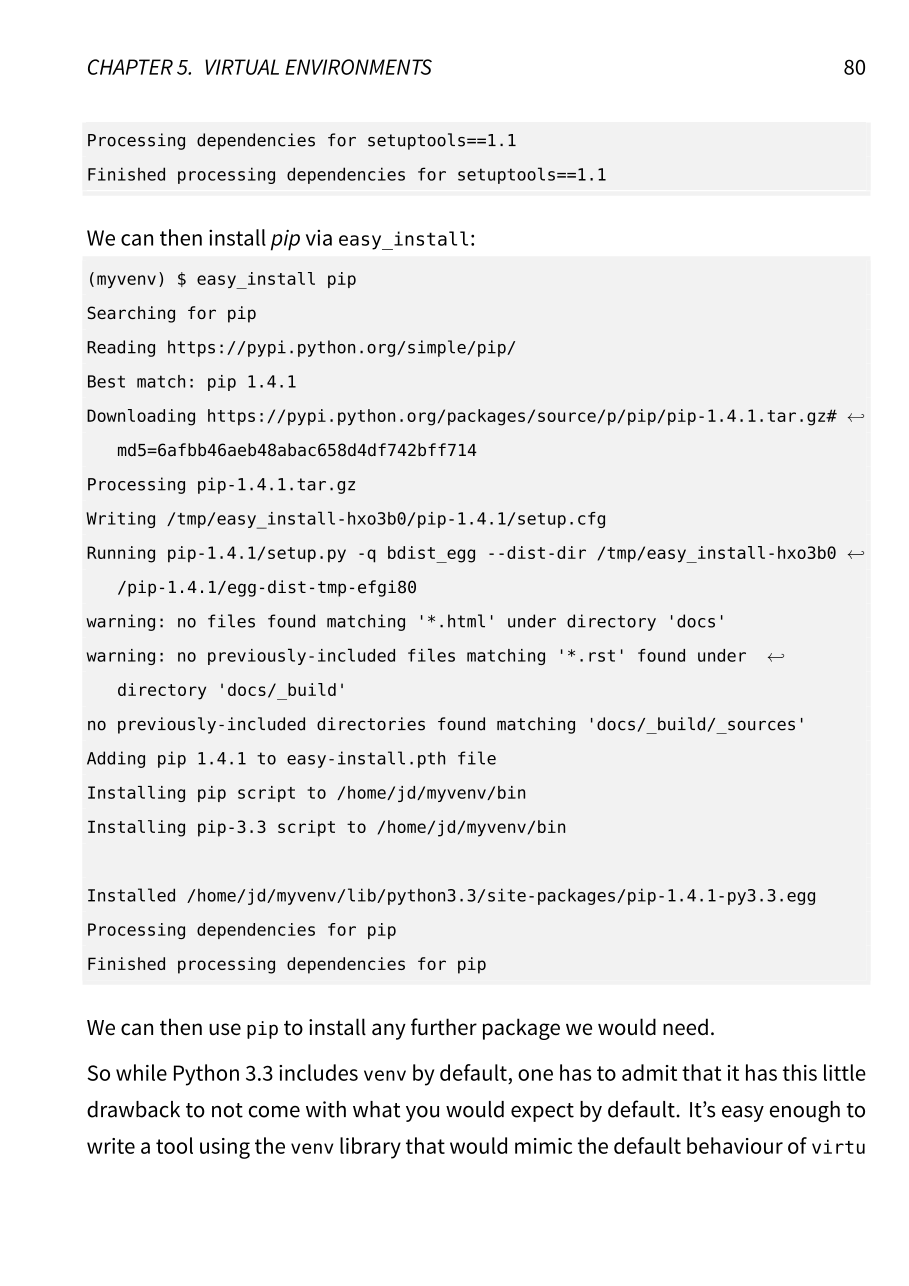 CHAPTER 5. VIRTUAL ENVIRONMENTS 80
Processing dependencies for setuptools==1.1
Finished processing dependencies for setuptools==1.1
We can then install pip via easy_install:
(myvenv) $ easy_install pip
Searching for pip
Reading https://pypi.python.org/simple/pip/
Best match: pip 1.4.1
Downloading https://pypi.python.org/packages/source/p/pip/pip-1.4.1.tar.gz# ↩
md5=6afbb46aeb48abac658d4df742bff714
Processing pip-1.4.1.tar.gz
Writing /tmp/easy_install-hxo3b0/pip-1.4.1/setup.cfg
Running pip-1.4.1/setup.py -q bdist_egg --dist-dir /tmp/easy_install-hxo3b0 ↩
/pip-1.4.1/egg-dist-tmp-efgi80
warning: no files found matching '*.html' under directory 'docs'
warning: no previously-included files matching '*.rst' found under ↩
directory 'docs/_build'
no previously-included directories found matching 'docs/_build/_sources'
Adding pip 1.4.1 to easy-install.pth file
Installing pip script to /home/jd/myvenv/bin
Installing pip-3.3 script to /home/jd/myvenv/bin
Installed /home/jd/myvenv/lib/python3.3/site-packages/pip-1.4.1-py3.3.egg
Processing dependencies for pip
Finished processing dependencies for pip
We can then use pip to install any further package we would need.
So while Python 3.3 includes venv by default, one has to admit that it has this little
drawback to not come with what you would expect by default. It’s easy enough to
write a tool using the venv library that would mimic the default behaviour of virtu